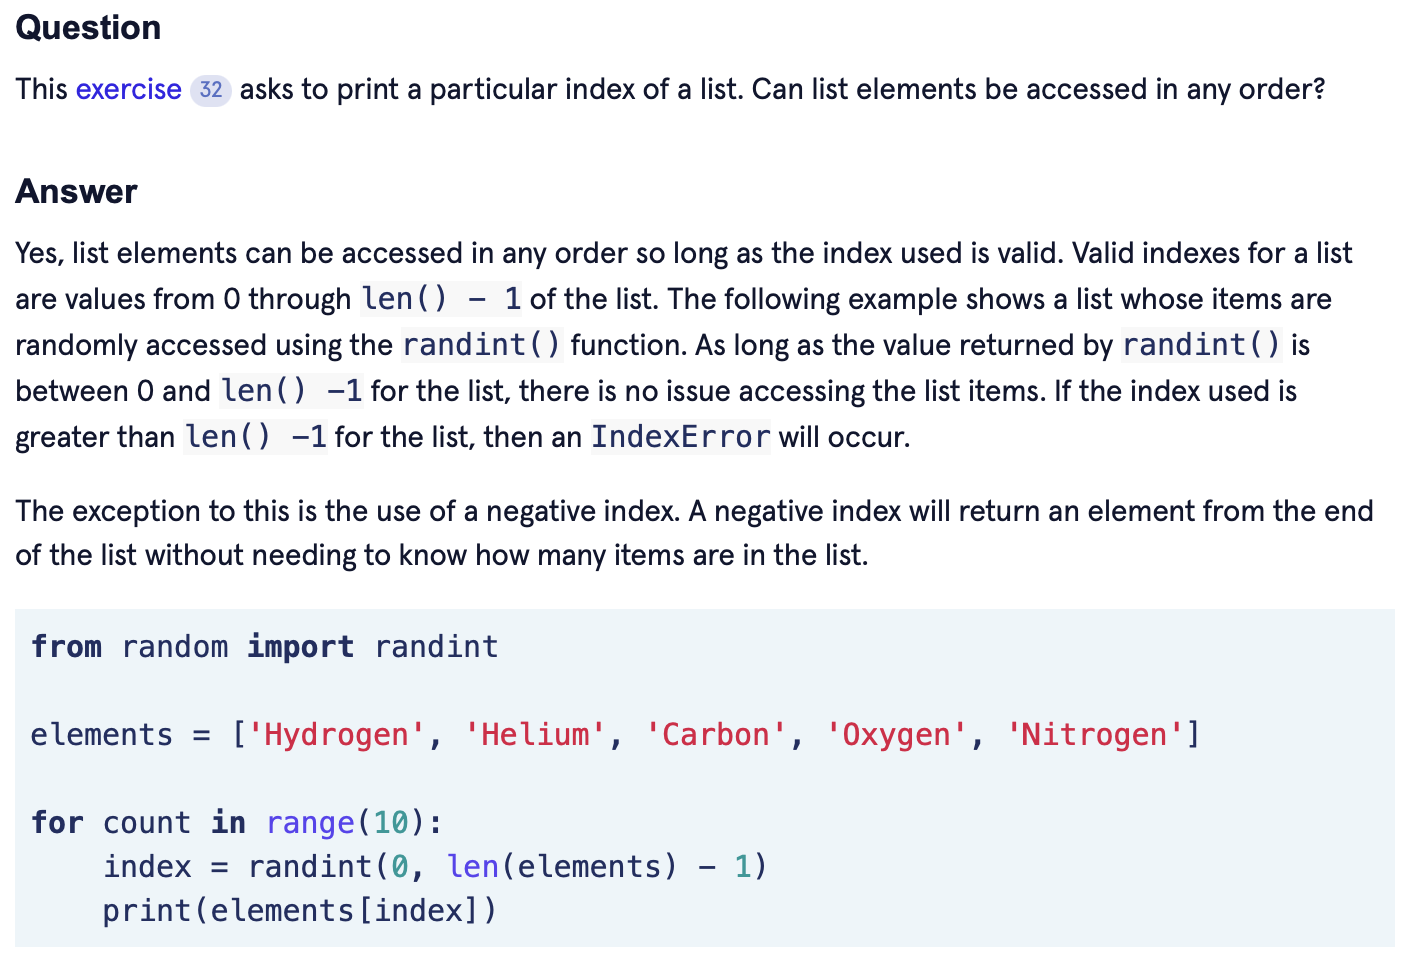 Question
This exercise 32 asks to print a particular index of a list. Can list elements be accessed in any order?
Answer
Yes, list elements can be accessed in any order so long as the index used is valid. Valid indexes for a list
are values from 0 through len() - 1 of the list. The following example shows a list whose items are
randomly accessed using the randint() function. As long as the value returned by randint() is
between 0 and len() -1 for the list, there is no issue accessing the list items. If the index used is
greater than len() -1 for the list, then an IndexError will occur.
The exception to this is the use of a negative index. A negative index will return an element from the end
of the list without needing to know how many items are in the list.
from random import randint
elements = ['Hydrogen', 'Helium', 'Carbon', 'Oxygen', 'Nitrogen']
for count in range(10):
    index = randint(0, len(elements) - 1)
    print(elements[index])